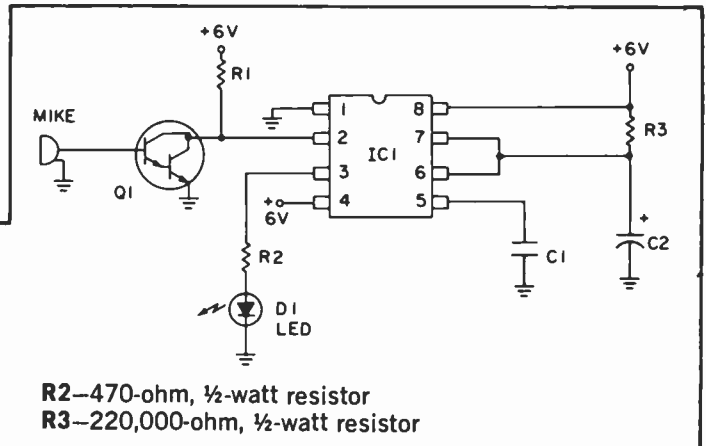 +6V
R1
MIKE
Q1
1 8
2 7
IC1
3 6
4 5
+6V
R2
D1
LED
+6V
R3
+
C2
C1
R2—470-ohm, ½-watt resistor
R3—220,000-ohm, ½-watt resistor